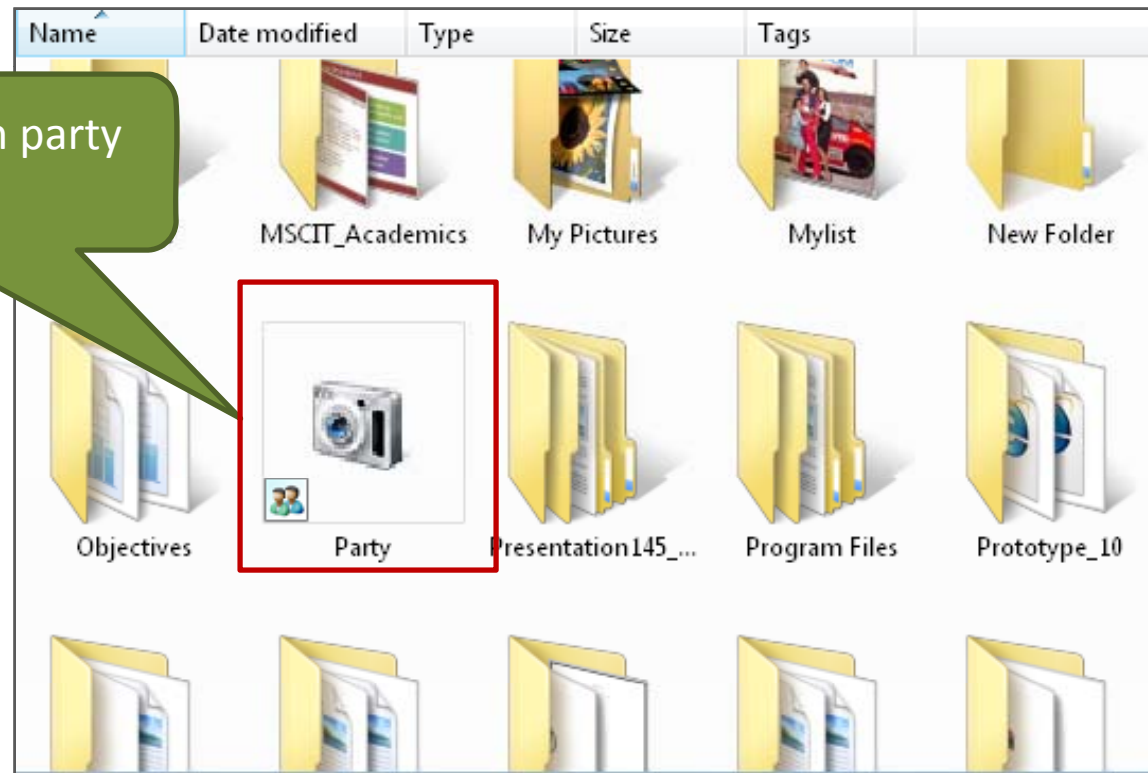 Name Date modified Type Size Tags
party
MSCIT_Academics My Pictures Mylist New Folder
Objectives Party Presentation145_... Program Files Prototype_10